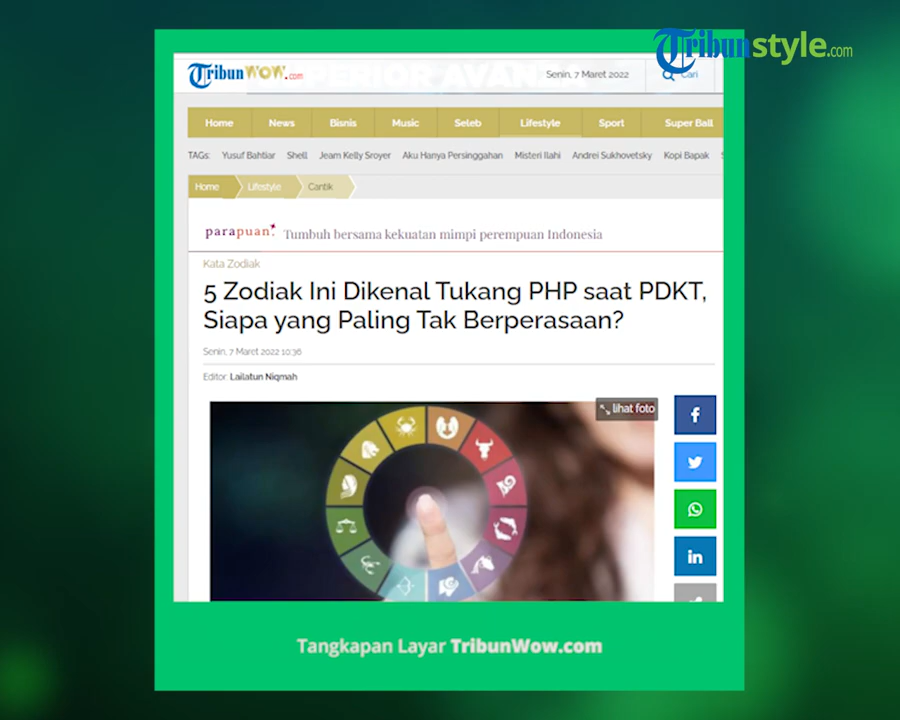 Tribunstyle.com
TribunWOW.com
SUPERIOR AVANZA
Senin, 7 Maret 2022
Cari
Home News Bisnis Music Seleb Lifestyle Sport Super Ball
TAGs: Yusuf Bahtiar Shell Jeam Kelly Sroyer Aku Hanya Persinggahan Misteri Ilahi Andrei Sukhovetsky Kopi Bapak
Home Lifestyle Cantik
parapuan. Tumbuh bersama kekuatan mimpi perempuan Indonesia
Kata Zodiak
5 Zodiak Ini Dikenal Tukang PHP saat PDKT,
Siapa yang Paling Tak Berperasaan?
Senin, 7 Maret 2022 10:36
Editor: Lailatun Niqmah
lihat foto
Tangkapan Layar TribunWow.com